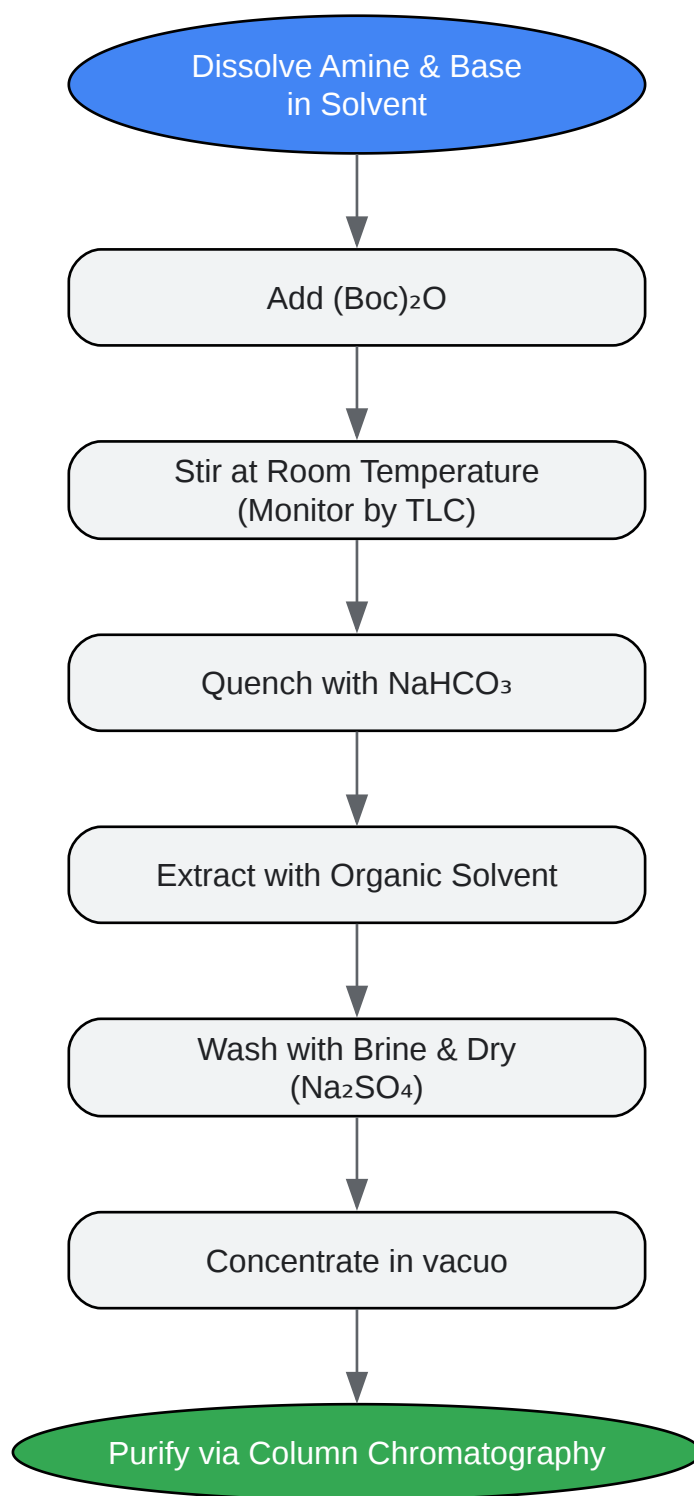 Dissolve Amine & Base
in Solvent
Add (Boc)₂O
Stir at Room Temperature
(Monitor by TLC)
Quench with NaHCO₃
Extract with Organic Solvent
Wash with Brine & Dry
(Na₂SO₄)
Concentrate in vacuo
Purify via Column Chromatography